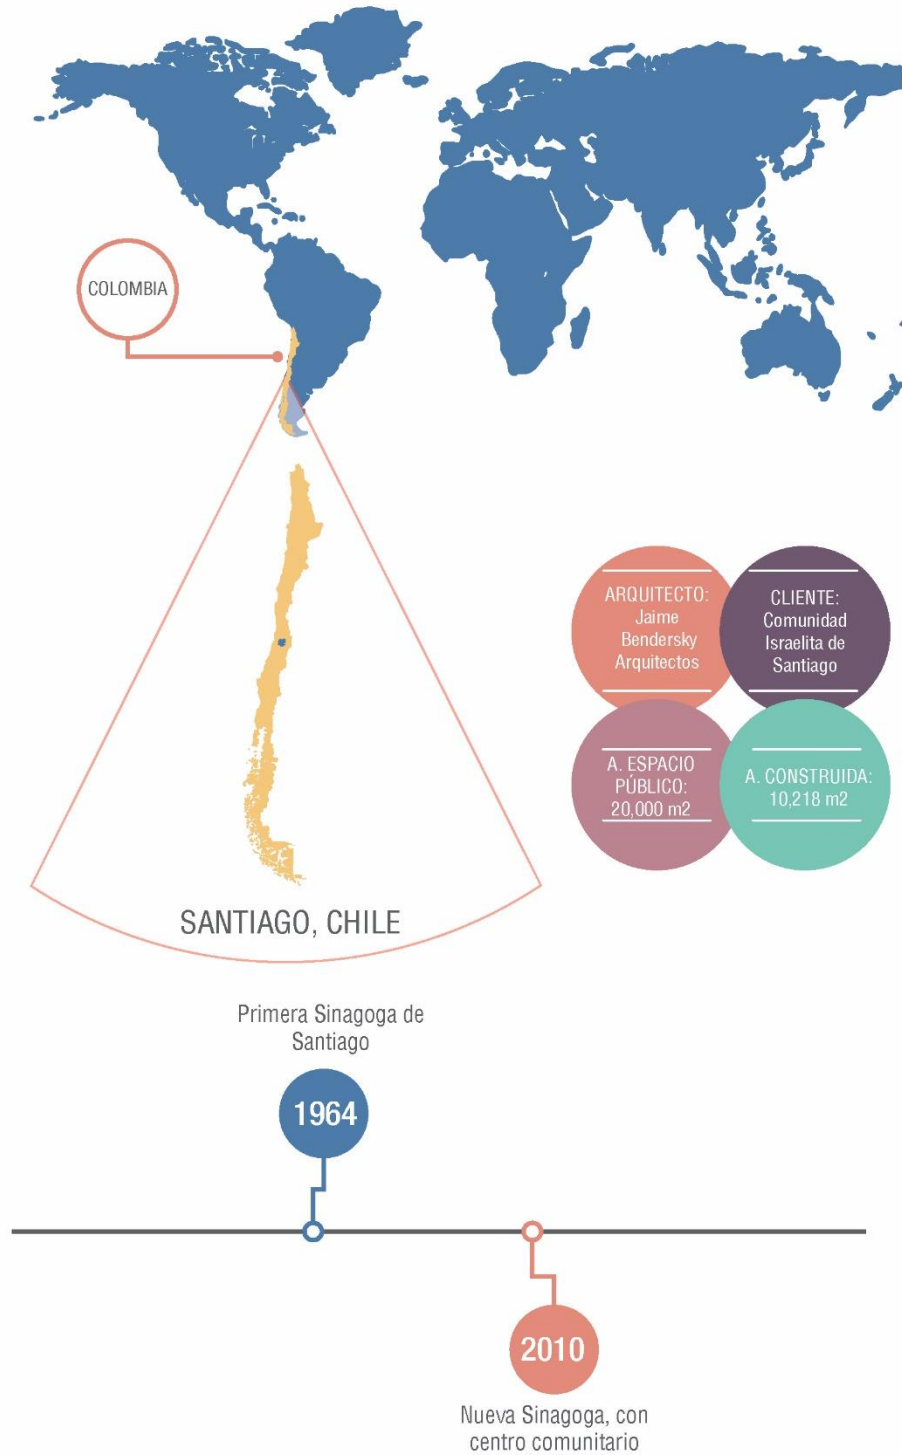 COLOMBIA
ARQUITECTO:
Jaime
Bendersky
Arquitectos
CLIENTE:
Comunidad
Israelita de
Santiago
A. ESPACIO
PÚBLICO:
20,000 m2
A. CONSTRUIDA:
10,218 m2
SANTIAGO, CHILE
Primera Sinagoga de
Santiago
1964
2010
Nueva Sinagoga, con
centro comunitario